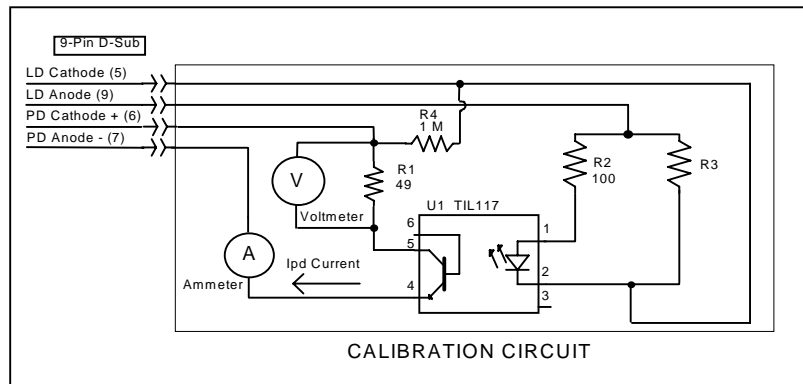 9-Pin D-Sub
LD Cathode (5)
LD Anode (9)
PD Cathode + (6)
PD Anode - (7)
R4
1 M
R1
49
R2
100
R3
V
Voltmeter
U1 TIL117
6
5
4
1
2
3
A
Ammeter
Ipd Current
CALIBRATION CIRCUIT